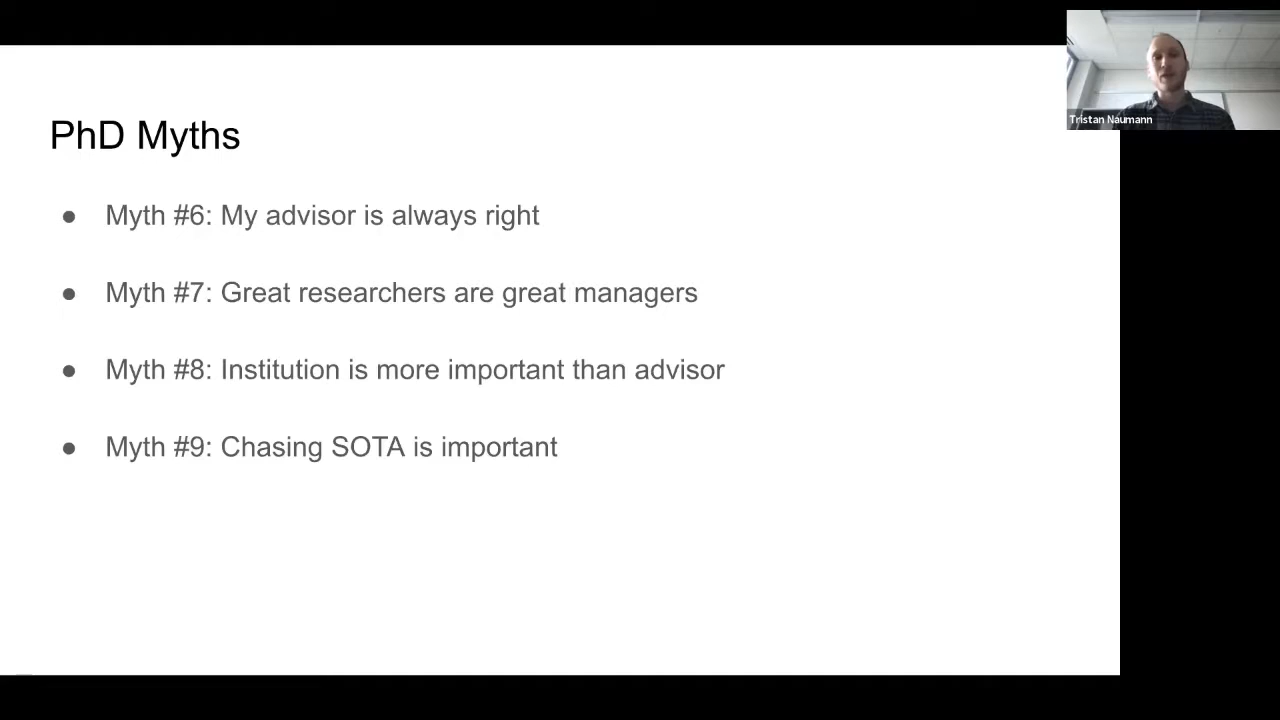 PhD Myths
● Myth #6: My advisor is always right
● Myth #7: Great researchers are great managers
● Myth #8: Institution is more important than advisor
● Myth #9: Chasing SOTA is important
Tristan Naumann